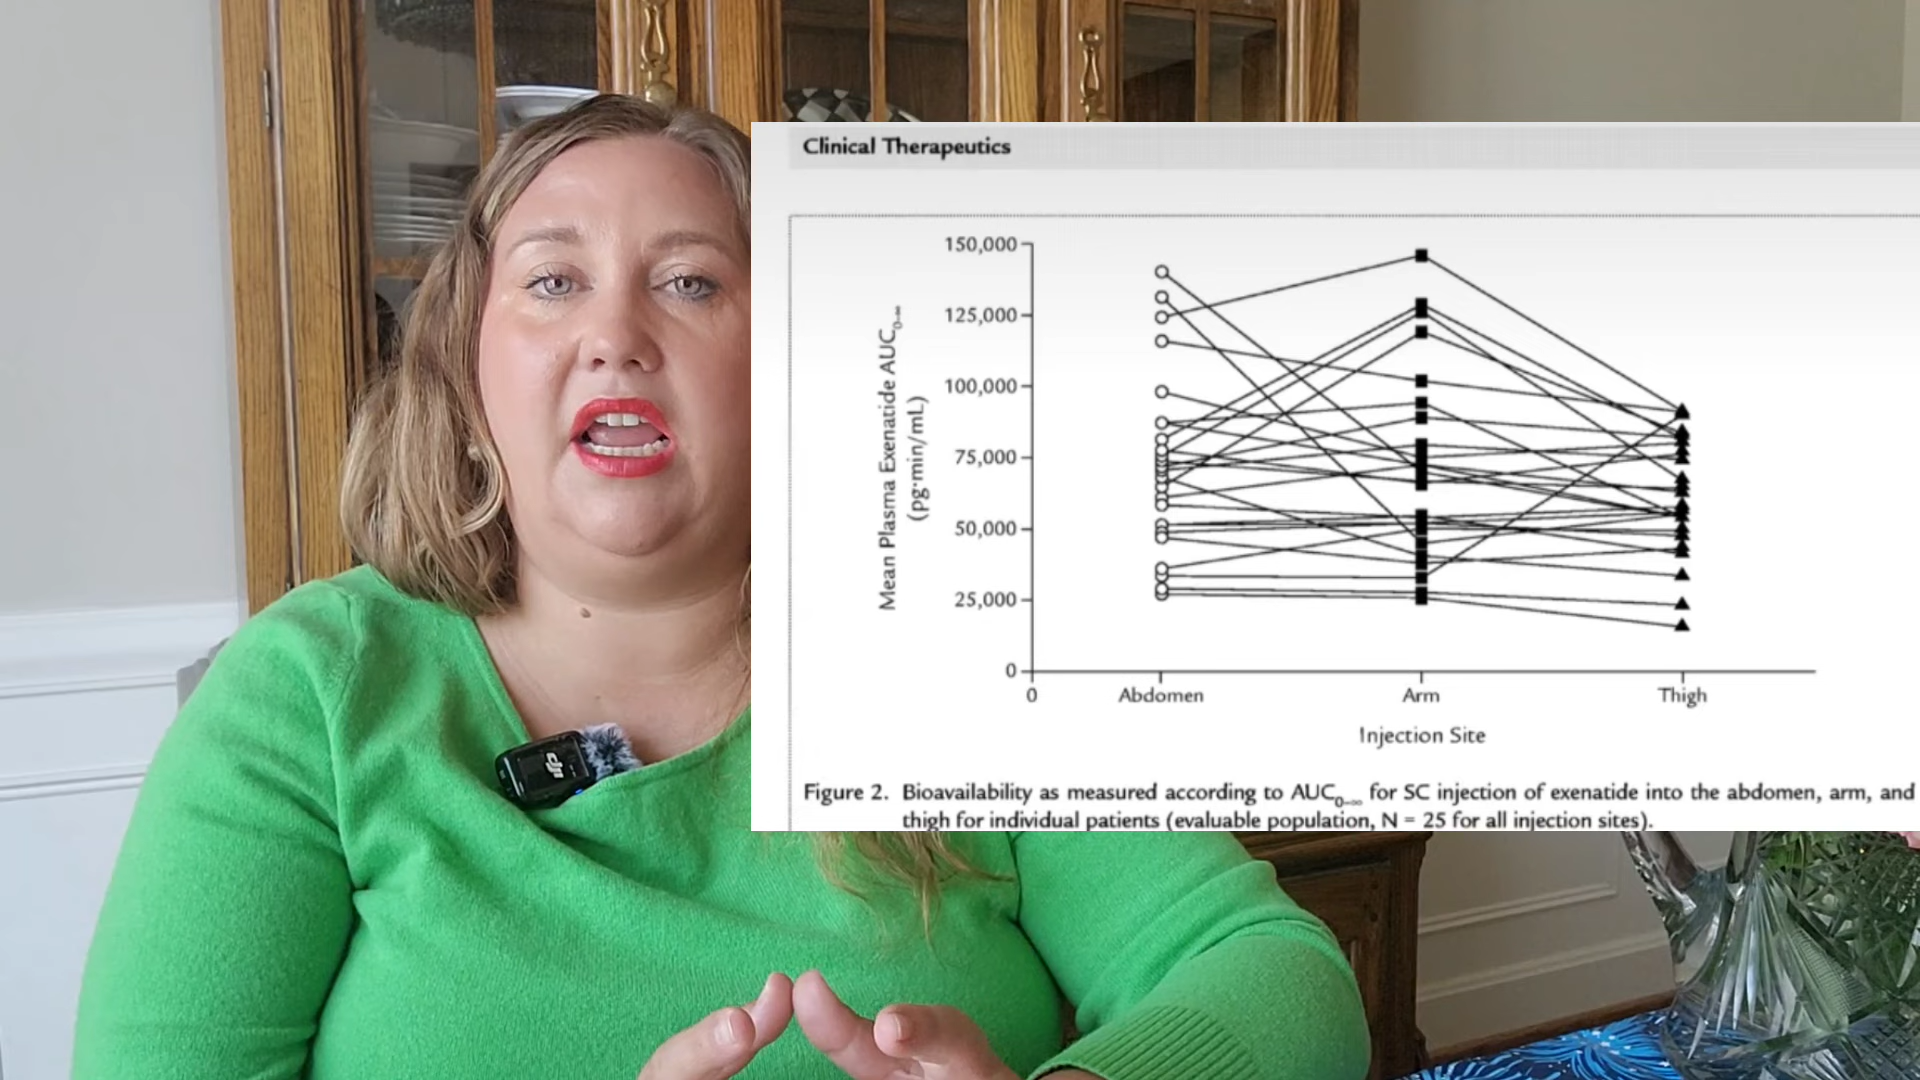 Clinical Therapeutics
150,000
125,000
100,000
75,000
50,000
25,000
0
Mean Plasma Exenatide AUC0–∞
(pg·min/mL)
0
Abdomen
Arm
Thigh
Injection Site
Figure 2. Bioavailability as measured according to AUC0–∞ for SC injection of exenatide into the abdomen, arm, and
thigh for individual patients (evaluable population, N = 25 for all injection sites).
dji